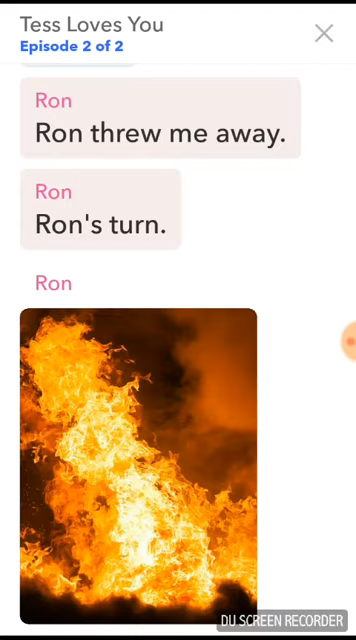 Tess Loves You
Episode 2 of 2
Ron
Ron threw me away.
Ron
Ron's turn.
Ron
DU SCREEN RECORDER